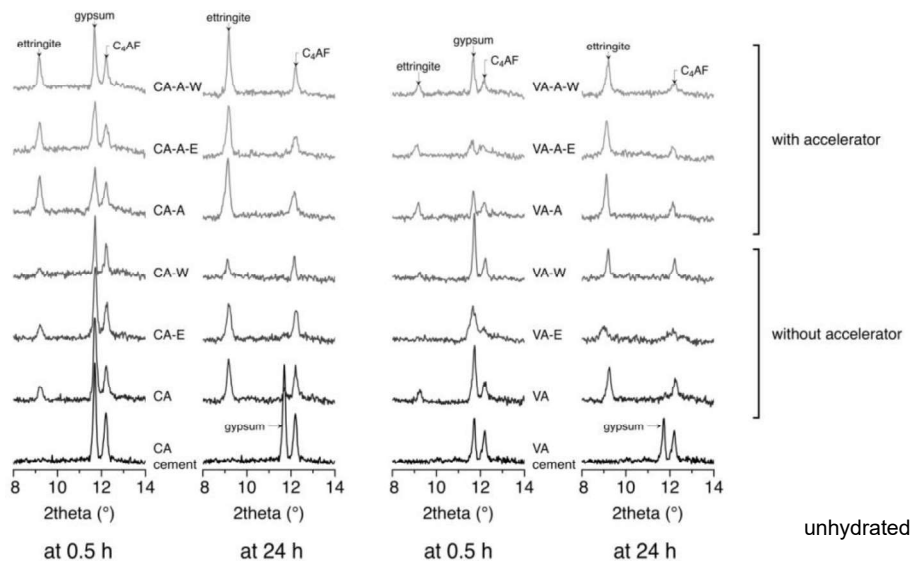 gypsum
ettringite
C₄AF
CA-A-W
CA-A-E
CA-A
CA-W
CA-E
CA
CA
cement
ettringite
C₄AF
gypsum
gypsum
ettringite
C₄AF
VA-A-W
VA-A-E
VA-A
VA-W
VA-E
VA
VA
cement
ettringite
C₄AF
gypsum
with accelerator
without accelerator
unhydrated
8 10 12 14 8 10 12 14 8 10 12 14 8 10 12 14
2theta (°) 2theta (°) 2theta (°) 2theta (°)
at 0.5 h at 24 h at 0.5 h at 24 h